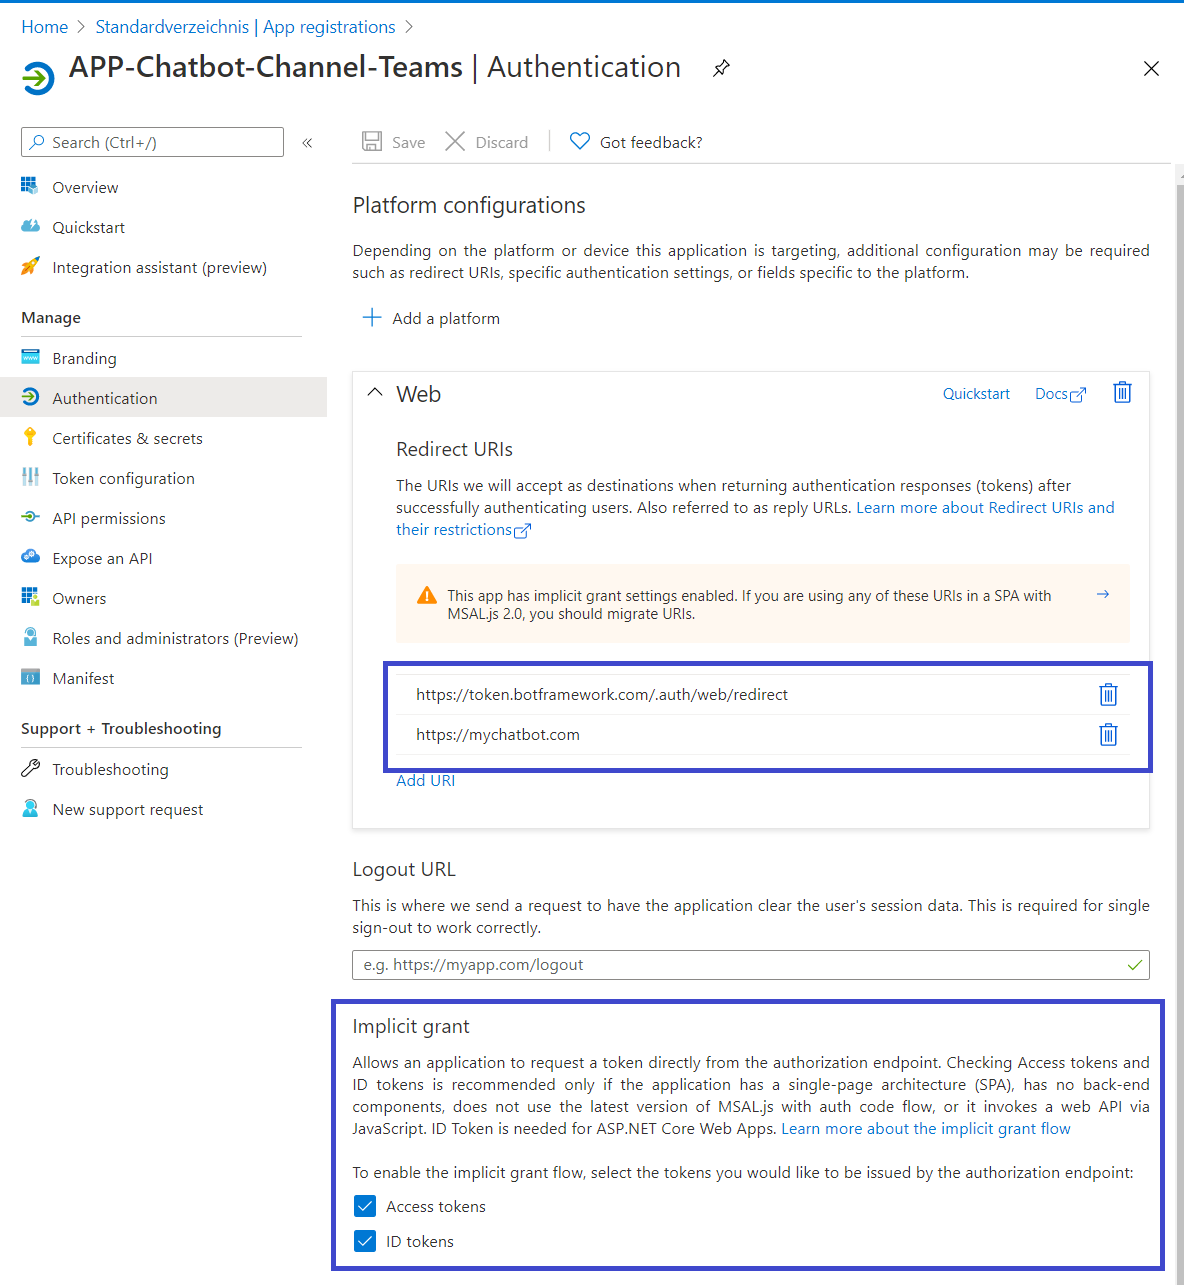 Home > Standardverzeichnis | App registrations >
APP-Chatbot-Channel-Teams | Authentication
Search (Ctrl+/)
«
Overview
Quickstart
Integration assistant (preview)
Manage
Branding
Authentication
Certificates & secrets
Token configuration
API permissions
Expose an API
Owners
Roles and administrators (Preview)
Manifest
Support + Troubleshooting
Troubleshooting
New support request
Save
Discard
Got feedback?
Platform configurations
Depending on the platform or device this application is targeting, additional configuration may be required
such as redirect URIs, specific authentication settings, or fields specific to the platform.
Add a platform
Web
Quickstart
Docs
Redirect URIs
The URIs we will accept as destinations when returning authentication responses (tokens) after
successfully authenticating users. Also referred to as reply URLs. Learn more about Redirect URIs and
their restrictions
This app has implicit grant settings enabled. If you are using any of these URIs in a SPA with
MSAL.js 2.0, you should migrate URIs.
https://token.botframework.com/.auth/web/redirect
https://mychatbot.com
Add URI
Logout URL
This is where we send a request to have the application clear the user's session data. This is required for single
sign-out to work correctly.
e.g. https://myapp.com/logout
Implicit grant
Allows an application to request a token directly from the authorization endpoint. Checking Access tokens and
ID tokens is recommended only if the application has a single-page architecture (SPA), has no back-end
components, does not use the latest version of MSAL.js with auth code flow, or it invokes a web API via
JavaScript. ID Token is needed for ASP.NET Core Web Apps. Learn more about the implicit grant flow
To enable the implicit grant flow, select the tokens you would like to be issued by the authorization endpoint:
Access tokens
ID tokens